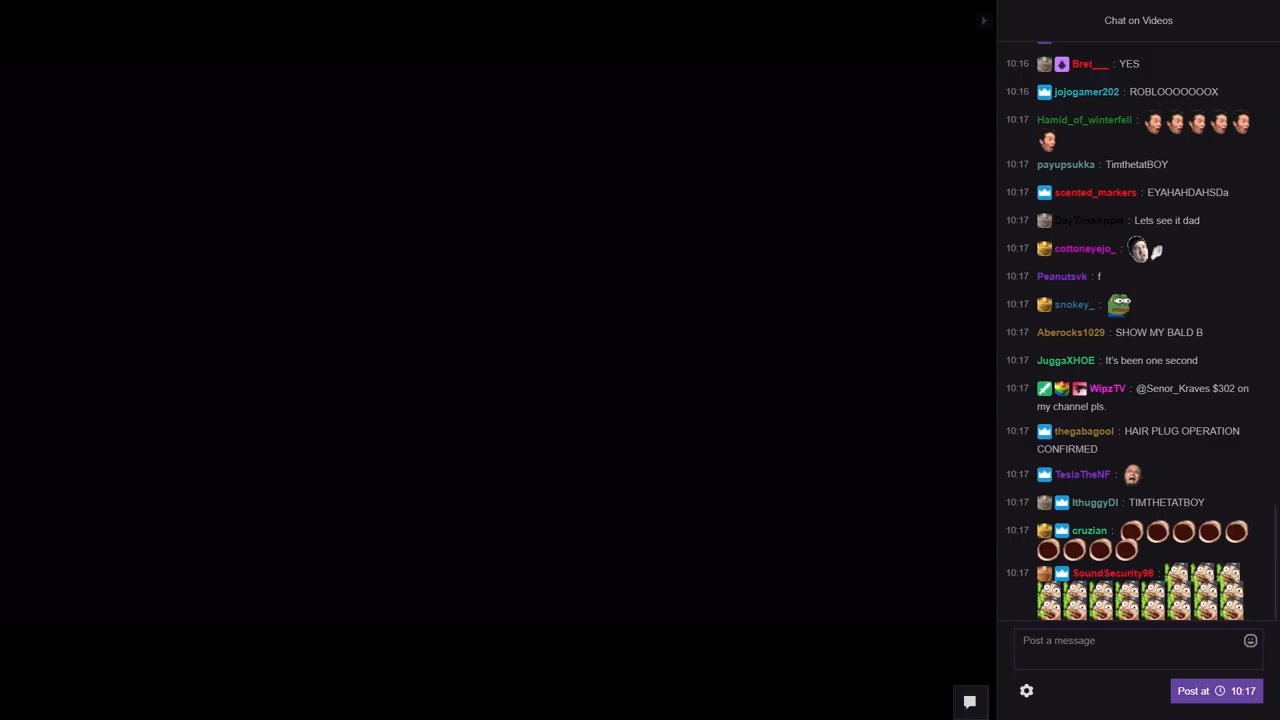 Chat on Videos
10:16 Bret___ : YES
10:16 jojogamer202 : ROBLOOOOOOOX
10:17 Hamid_of_winterfell :
10:17 payupsukka : TimthetatBOY
10:17 scented_markers : EYAHAHDAHSDa
10:17 DayTimeApple : Lets see it dad
10:17 cottoneyejo_ :
10:17 Peanutsvk : f
10:17 snokey_ :
10:17 Aberocks1029 : SHOW MY BALD B
10:17 JuggaXHOE : It's been one second
10:17 WipzTV : @Senor_Kraves $302 on
my channel pls.
10:17 thegabagool : HAIR PLUG OPERATION
CONFIRMED
10:17 TeslaTheNF :
10:17 IthuggyDI : TIMTHETATBOY
10:17 cruzian :
10:17 SoundSecurity98 :
Post a message
Post at 10:17